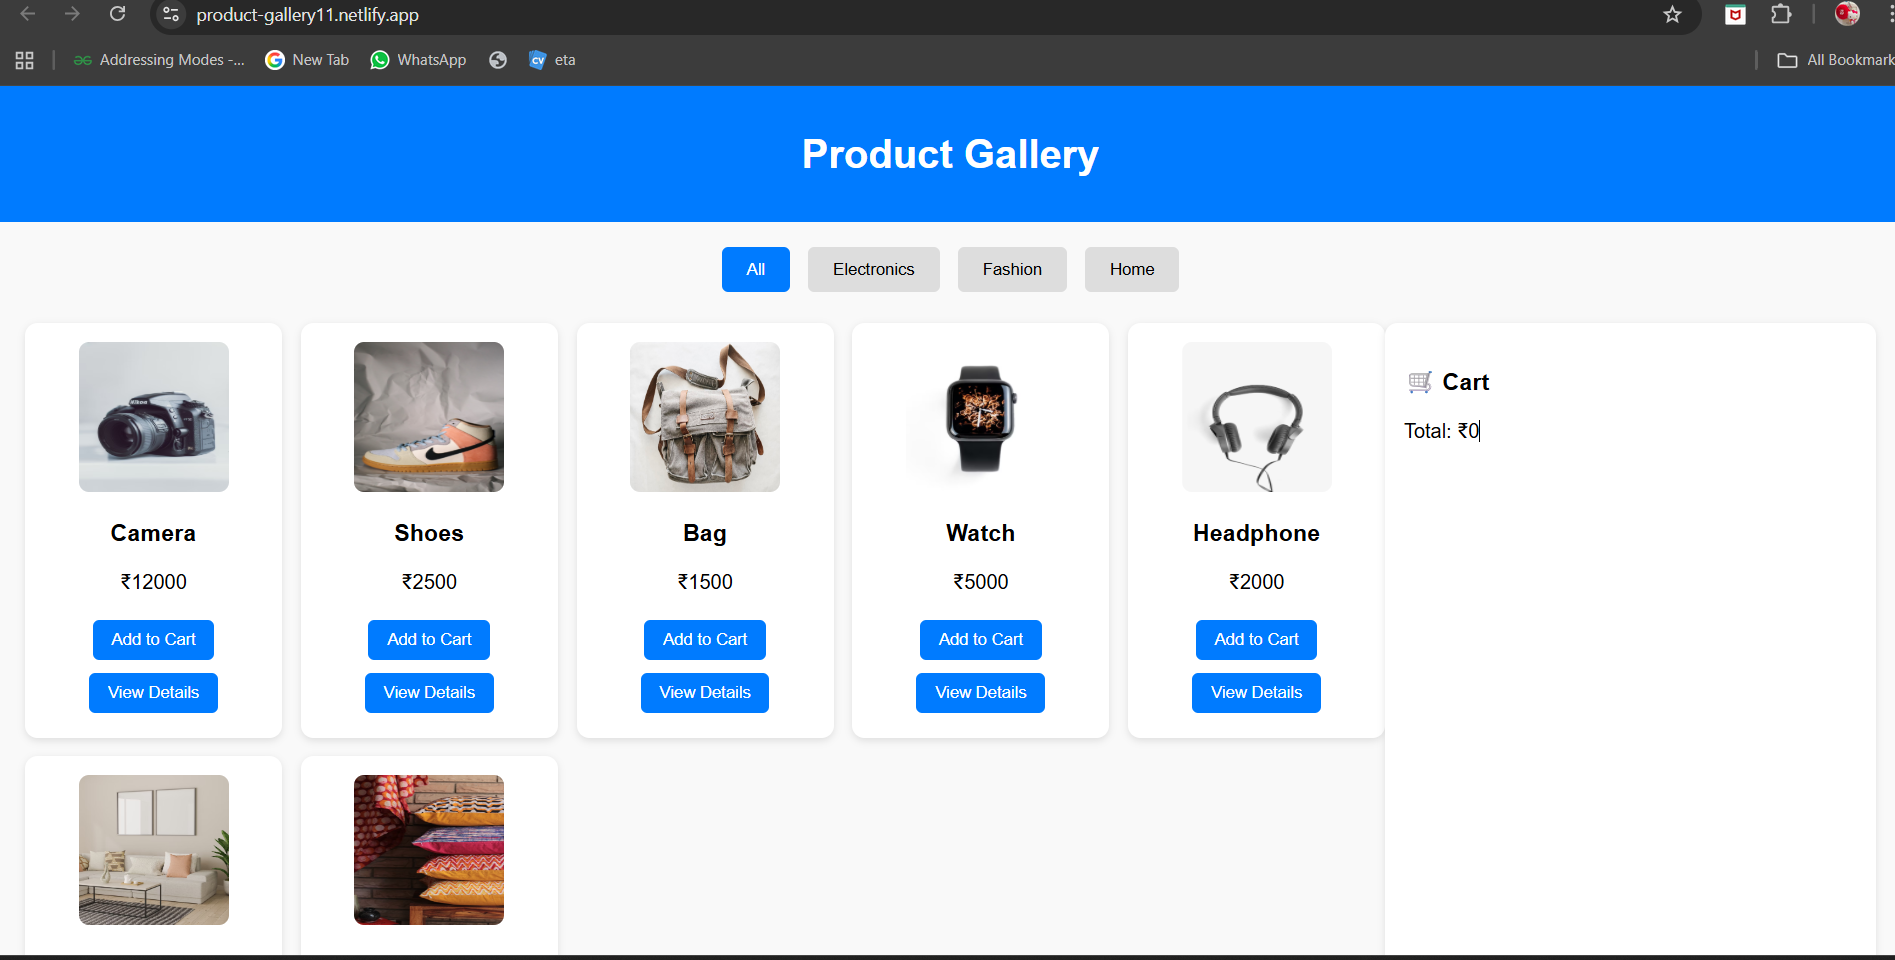 product-gallery11.netlify.app
Addressing Modes -... New Tab WhatsApp eta All Bookmark
Product Gallery
All Electronics Fashion Home
🛒 Cart
Total: ₹0
Camera Shoes Bag Watch Headphone
₹12000 ₹2500 ₹1500 ₹5000 ₹2000
Add to Cart Add to Cart Add to Cart Add to Cart Add to Cart
View Details View Details View Details View Details View Details